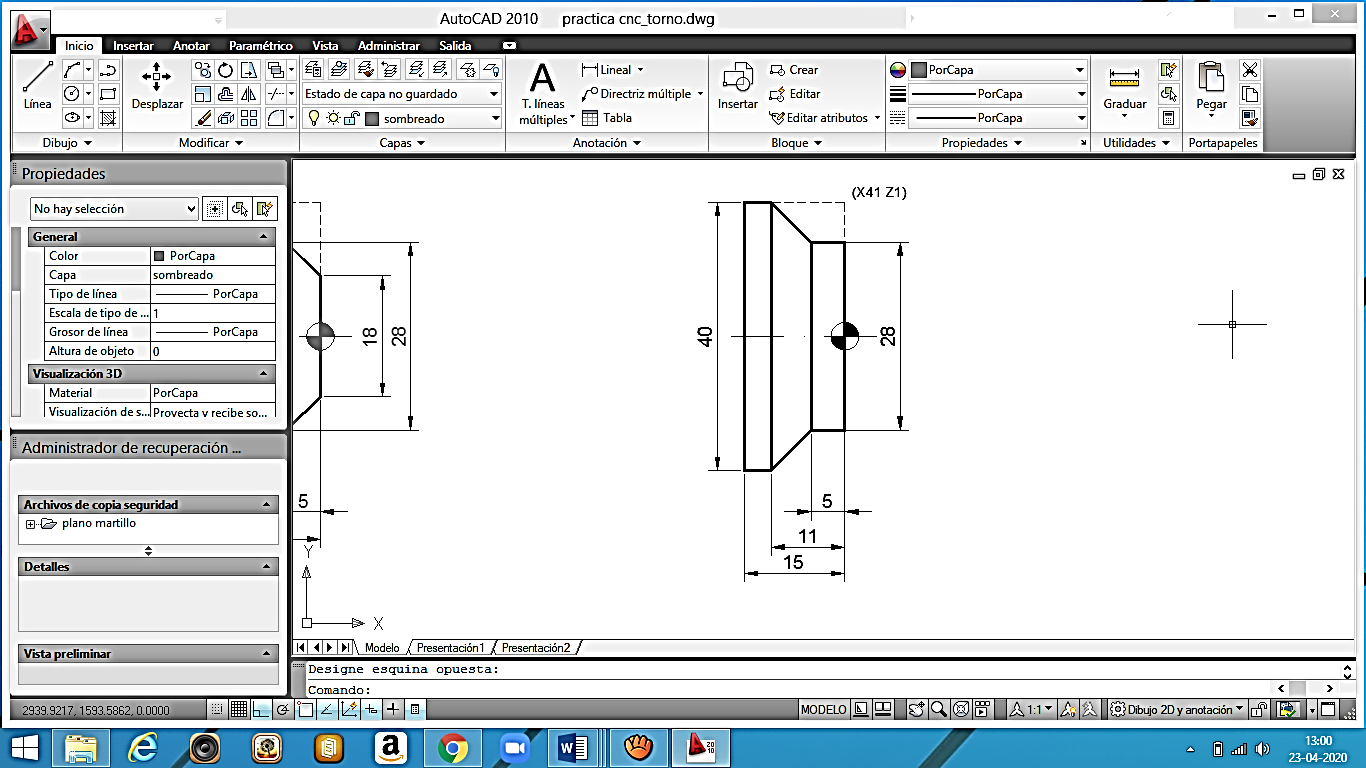 AutoCAD 2010 practica cnc_torno.dwg
Inicio Insertar Anotar Paramétrico Vista Administrar Salida
Línea
Desplazar
Estado de capa no guardado
sombreado
A
T. líneas
múltiples
Lineal
Directriz múltiple
Tabla
Insertar
Crear
Editar
Editar atributos
PorCapa
PorCapa
PorCapa
Graduar
Pegar
Dibujo Modificar Capas Anotación Bloque Propiedades Utilidades Portapapeles
Propiedades
No hay selección
General
Color PorCapa
Capa sombreado
Tipo de línea PorCapa
Escala de tipo de ... 1
Grosor de línea PorCapa
Altura de objeto 0
Visualización 3D
Material PorCapa
Visualización de s... Proyecta y recibe so...
Administrador de recuperación ...
Archivos de copia seguridad
plano martillo
Detalles
Vista preliminar
18
28
5
Y
X
(X41 Z1)
40
28
5
11
15
Modelo Presentación1 Presentación2
Designe esquina opuesta:
Comando:
2939.9217, 1593.5862, 0.0000
MODELO
1:1
Dibujo 2D y anotación
13:00
23-04-2020